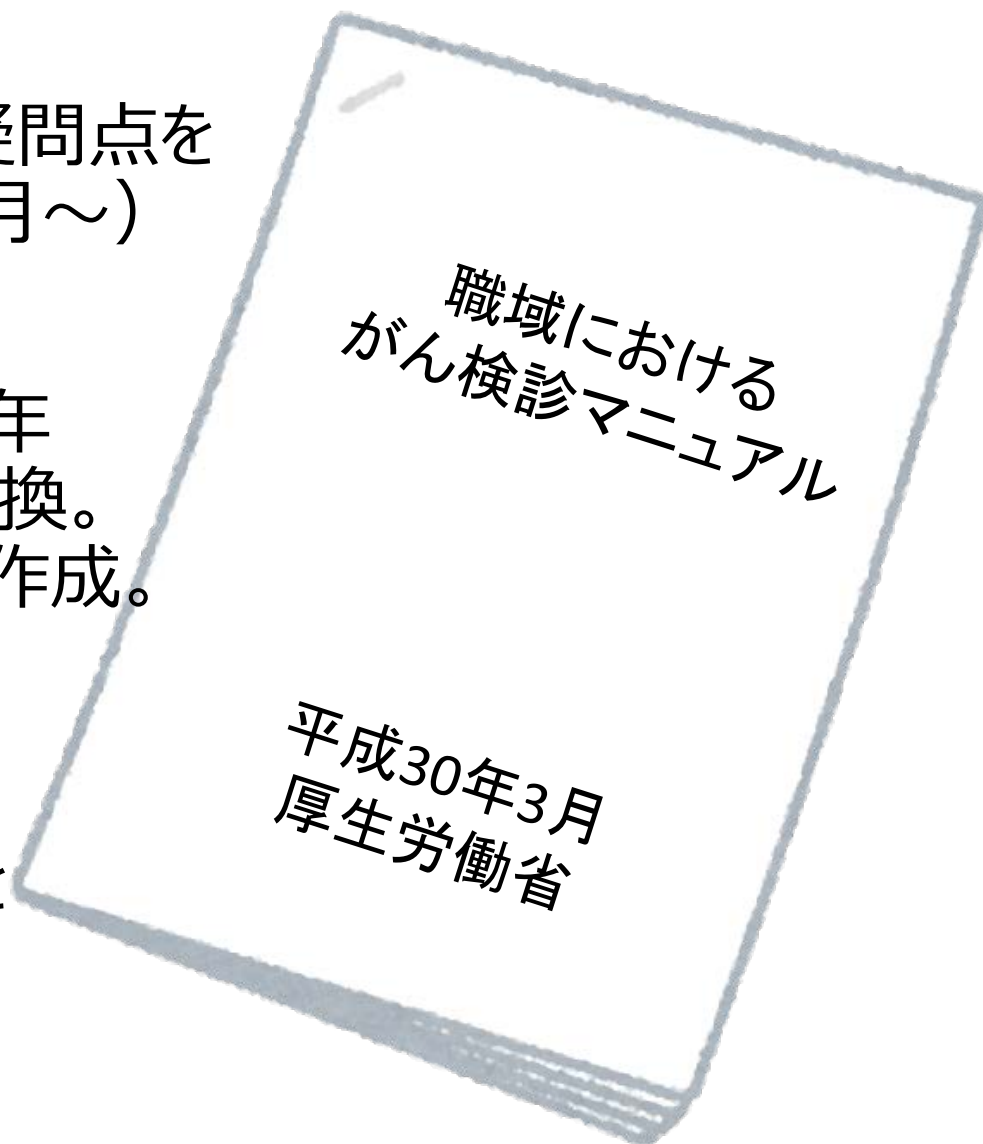 問点を
月～)
年
換。
作成。
職域における
がん検診マニュアル
平成30年3月
厚生労働省